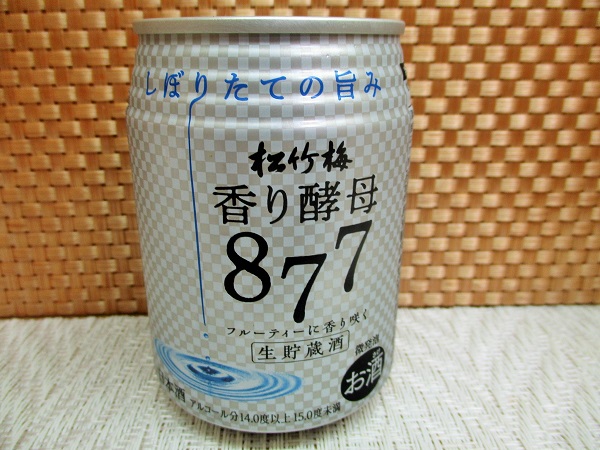 しぼりたての旨み
松竹梅
香り酵母
877
フルーティーに香り咲く
生貯蔵酒
微発泡
お酒
本酒 アルコール分14.0度以上15.0度未満